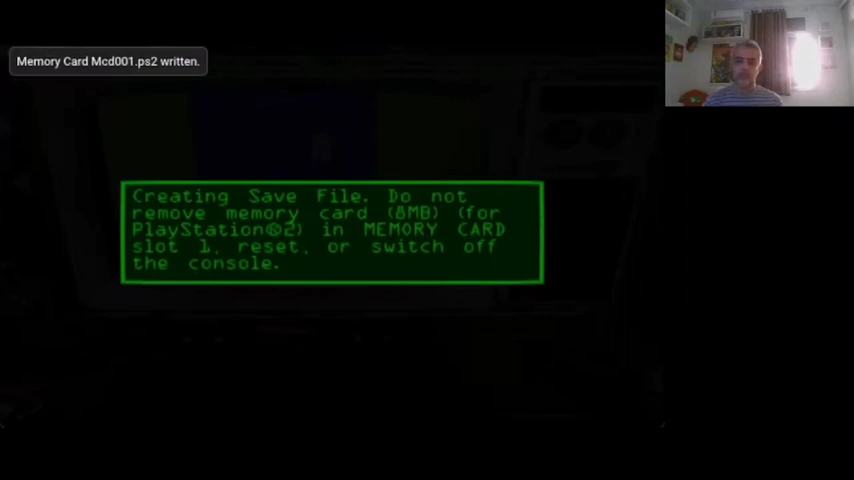 Memory Card Mcd001.ps2 written.
Creating Save File. Do not
remove memory card (8MB) (for
PlayStation®2) in MEMORY CARD
slot 1, reset, or switch off
the console.